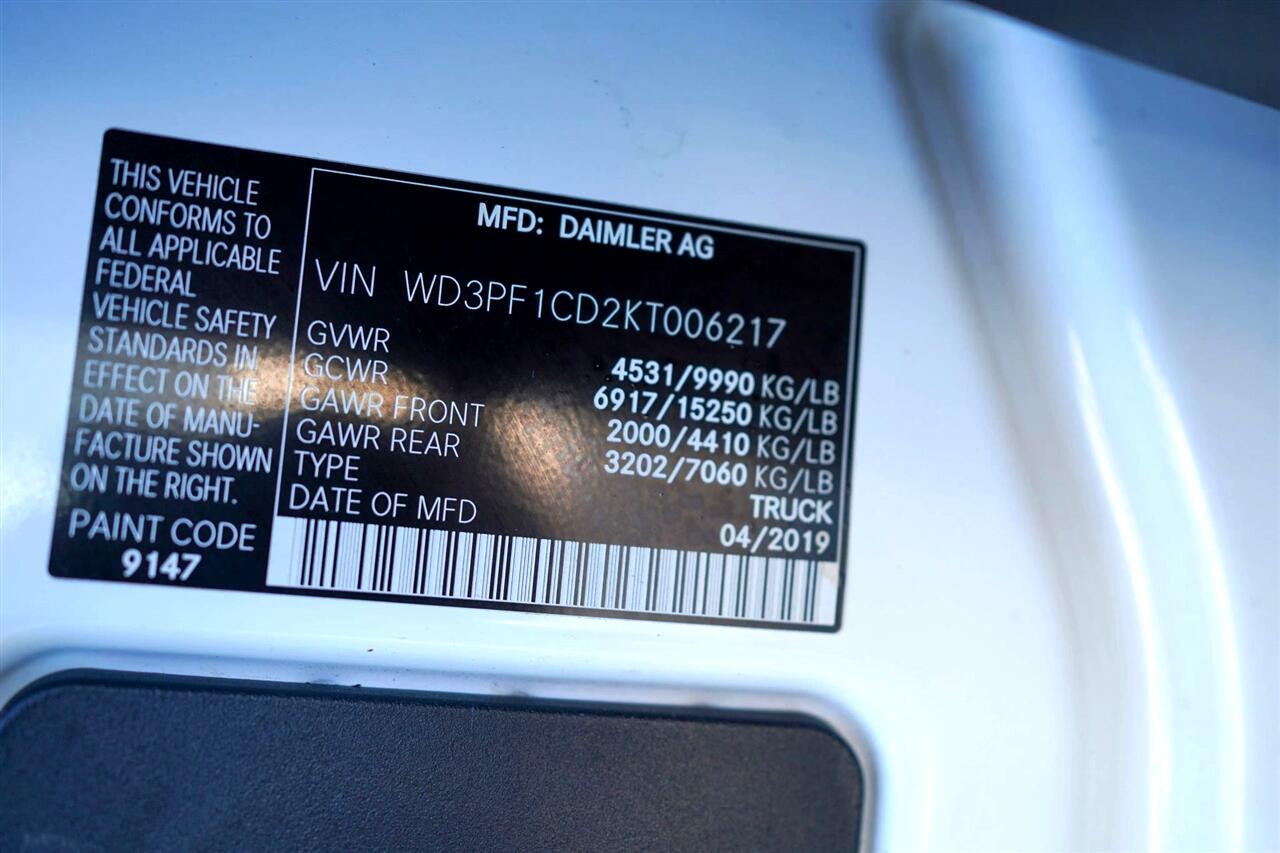 THIS VEHICLE
CONFORMS TO
ALL APPLICABLE
FEDERAL
VEHICLE SAFETY
STANDARDS IN
EFFECT ON THE
DATE OF MANU-
FACTURE SHOWN
ON THE RIGHT.
PAINT CODE
9147
MFD: DAIMLER AG
VIN WD3PF1CD2KT006217
GVWR 4531/9990 KG/LB
GCWR 6917/15250 KG/LB
GAWR FRONT 2000/4410 KG/LB
GAWR REAR 3202/7060 KG/LB
TYPE TRUCK
DATE OF MFD 04/2019